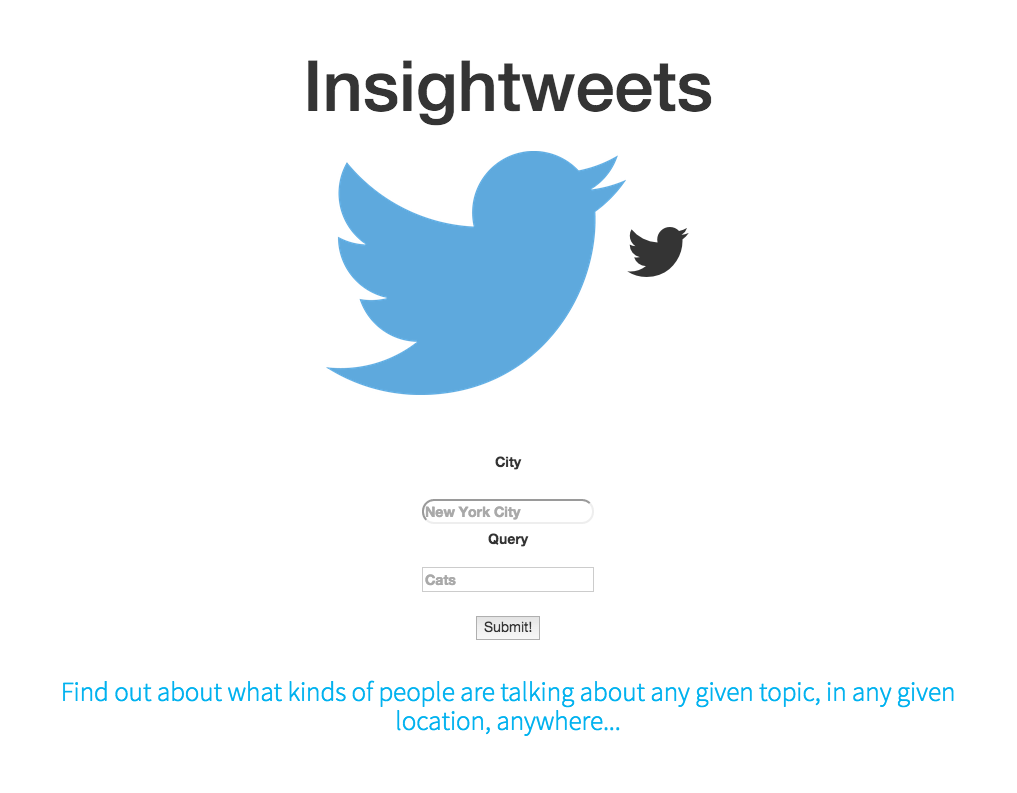 Insightweets
City
New York City
Query
Cats
Submit!
Find out about what kinds of people are talking about any given topic, in any given
location, anywhere...